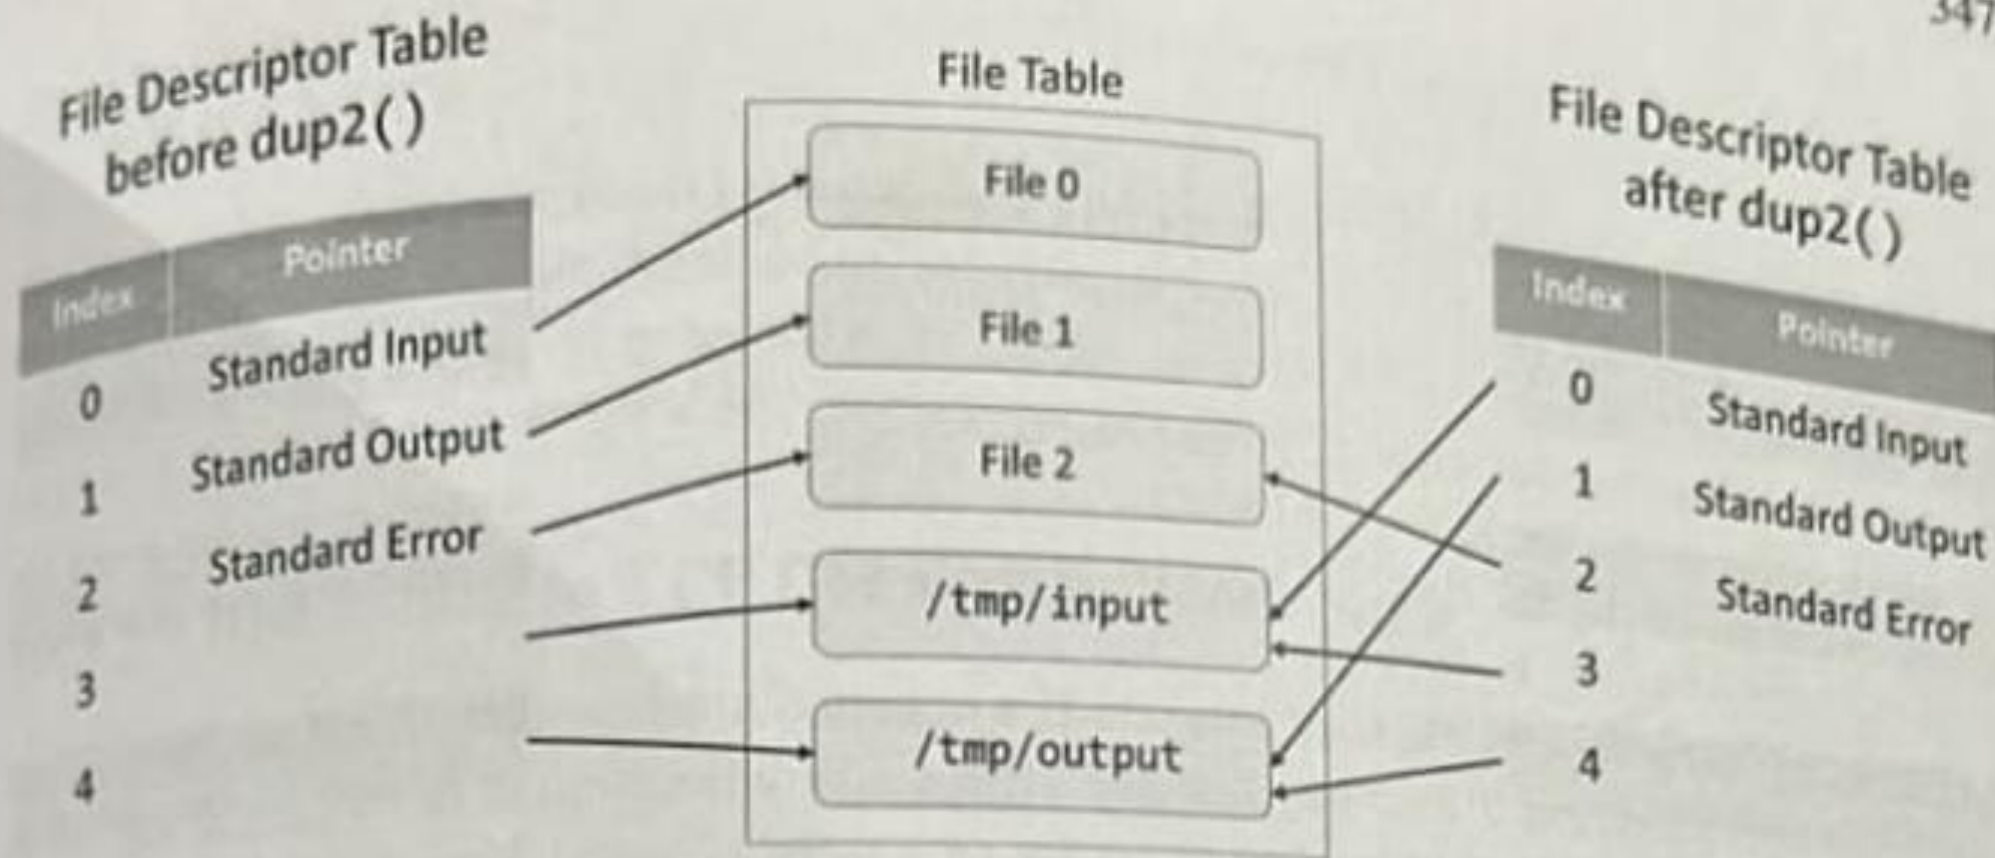 347
File Descriptor Table
before dup2()
Index Pointer
0 Standard Input
1 Standard Output
2 Standard Error
3
4
File Table
File 0
File 1
File 2
/tmp/input
/tmp/output
File Descriptor Table
after dup2()
Index Pointer
0 Standard Input
1 Standard Output
2 Standard Error
3
4